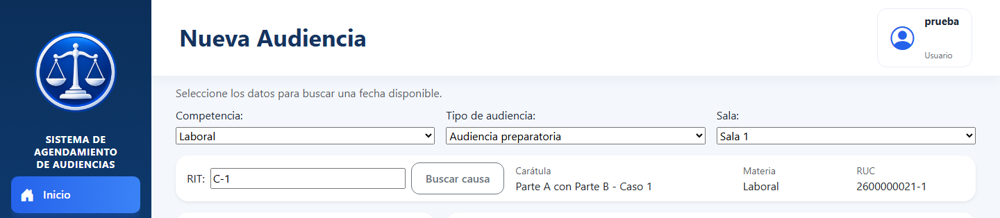 Nueva Audiencia
prueba
Usuario
SISTEMA DE
AGENDAMIENTO
DE AUDIENCIAS
Inicio
Seleccione los datos para buscar una fecha disponible.
Competencia: Tipo de audiencia: Sala:
Laboral Audiencia preparatoria Sala 1
RIT: C-1 Buscar causa
Carátula Materia RUC
Parte A con Parte B - Caso 1 Laboral 2600000021-1